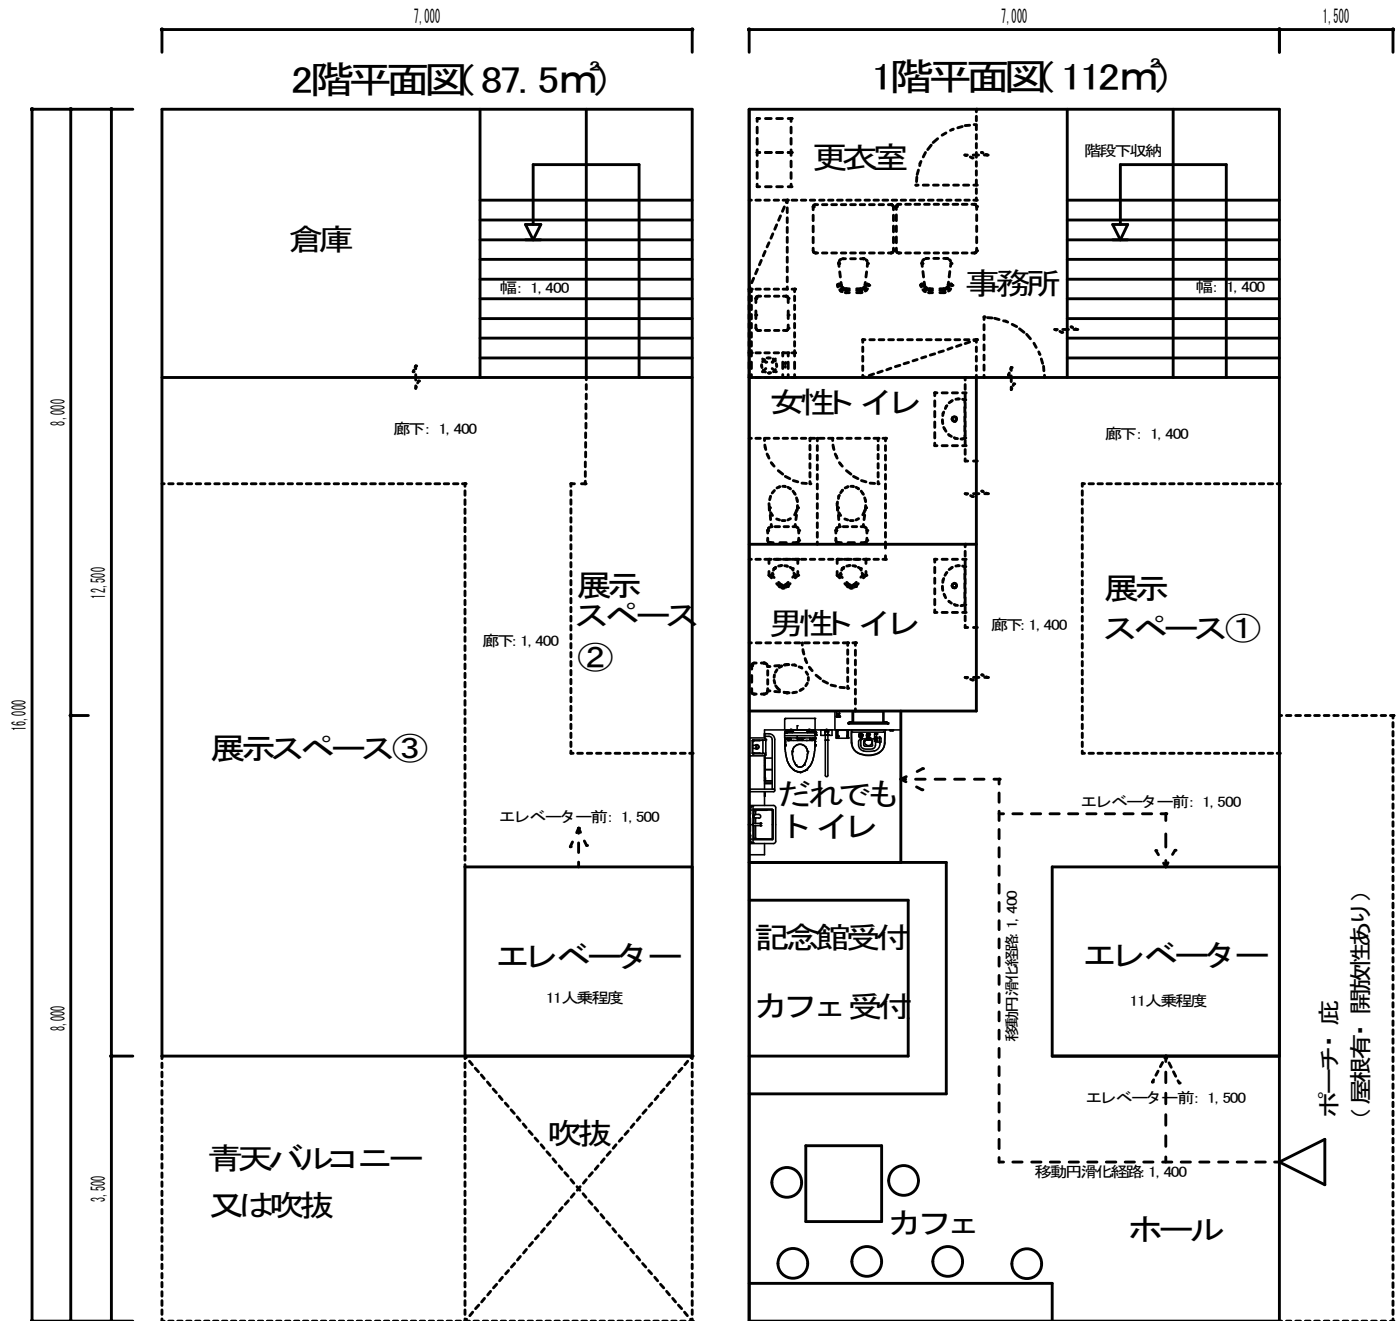 7,000
7,000
1,500
2階平面図(87.5㎡)
1階平面図(112㎡)
更衣室
階段下収納
倉庫
事務所
幅: 1,400
幅: 1,400
女性トイレ
8,000
廊下: 1,400
廊下: 1,400
12,500
展示
スペース
②
展示
スペース①
男性トイレ
廊下: 1,400
廊下: 1,400
16,000
展示スペース③
だれでも
トイレ
エレベーター前: 1,500
エレベーター前: 1,500
移動円滑化経路: 1,400
記念館受付
エレベーター
11人乗程度
エレベーター
11人乗程度
カフェ受付
8,000
ポーチ・庇
(屋根有・開放性あり)
エレベーター前: 1,500
吹抜
青天バルコニー
又は吹抜
3,500
移動円滑化経路: 1,400
カフェ
ホール